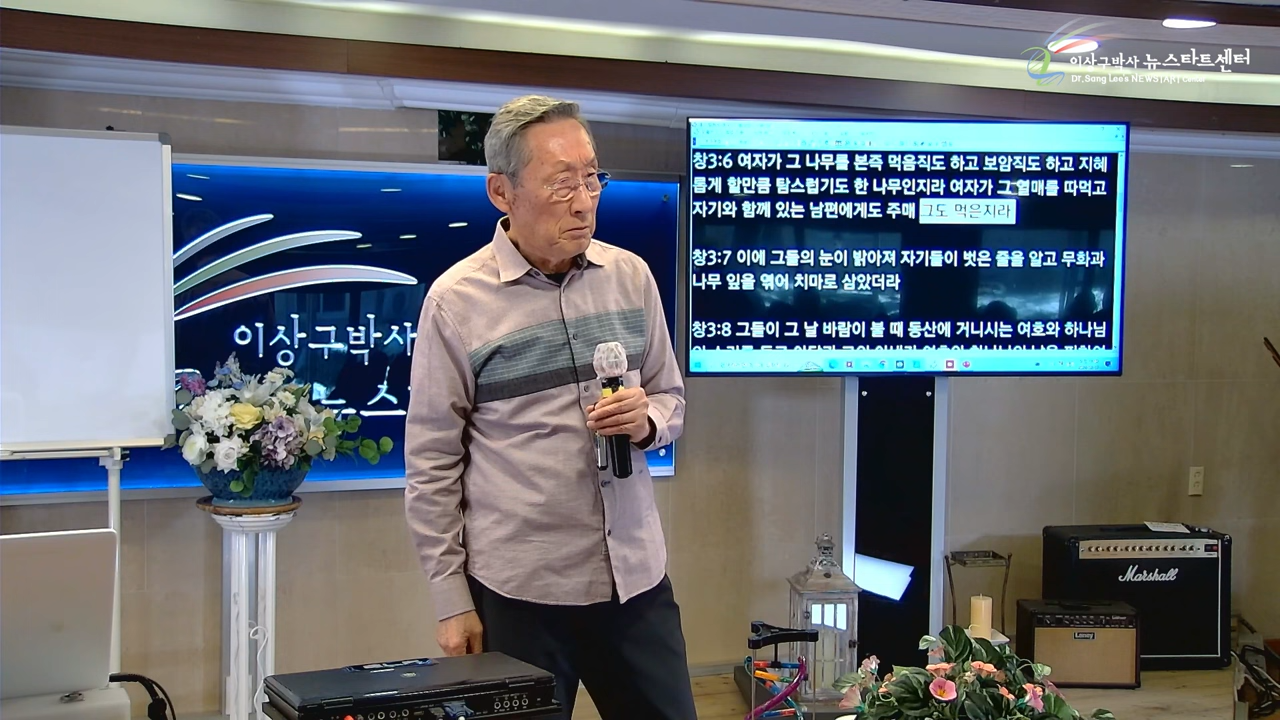 이상구박사 뉴스타트센터
Dr.Sang Lee's NEWSTART Center
창3:6 여자가 그 나무를 본즉 먹음직도 하고 보암직도 하고 지혜
롭게 할만큼 탐스럽기도 한 나무인지라 여자가 그 열매를 따먹고
자기와 함께 있는 남편에게도 주매 그도 먹은지라
창3:7 이에 그들의 눈이 밝아져 자기들이 벗은 줄을 알고 무화과
나무 잎을 엮어 치마로 삼았더라
창3:8 그들이 그 날 바람이 불 때 동산에 거니시는 여호와 하나님
이상구박사
뉴스
Marshall
Laney